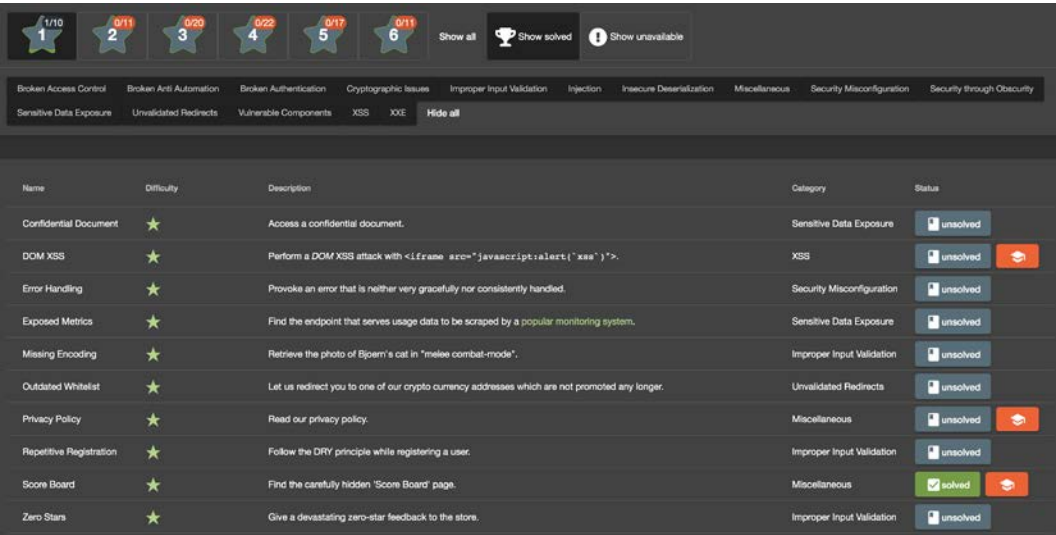 1/10 0/11 0/20 0/22 0/17 0/11
1 2 3 4 5 6 Show all Show solved Show unavailable
Broken Access Control Broken Anti Automation Broken Authentication Cryptographic Issues Improper Input Validation Injection Insecure Deserialization Miscellaneous Security Misconfiguration Security through Obscurity
Sensitive Data Exposure Unvalidated Redirects Vulnerable Components XSS XXE Hide all
Name Difficulty Description Category Status
Confidential Document Access a confidential document. Sensitive Data Exposure unsolved
DOM XSS Perform a DOM XSS attack with <iframe src="javascript:alert(`xss`)">. XSS unsolved
Error Handling Provoke an error that is neither very gracefully nor consistently handled. Security Misconfiguration unsolved
Exposed Metrics Find the endpoint that serves usage data to be scraped by a popular monitoring system. Sensitive Data Exposure unsolved
Missing Encoding Retrieve the photo of Bjoern's cat in "melee combat-mode". Improper Input Validation unsolved
Outdated Whitelist Let us redirect you to one of our crypto currency addresses which are not promoted any longer. Unvalidated Redirects unsolved
Privacy Policy Read our privacy policy. Miscellaneous unsolved
Repetitive Registration Follow the DRY principle while registering a user. Improper Input Validation unsolved
Score Board Find the carefully hidden 'Score Board' page. Miscellaneous solved
Zero Stars Give a devastating zero-star feedback to the store. Improper Input Validation unsolved